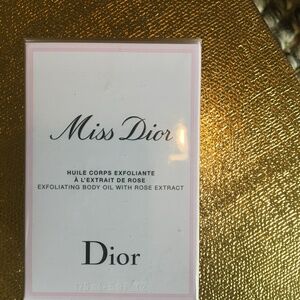 Miss Dior
HUILE CORPS EXFOLIANTE
À L'EXTRAIT DE ROSE
EXFOLIATING BODY OIL WITH ROSE EXTRACT
Dior